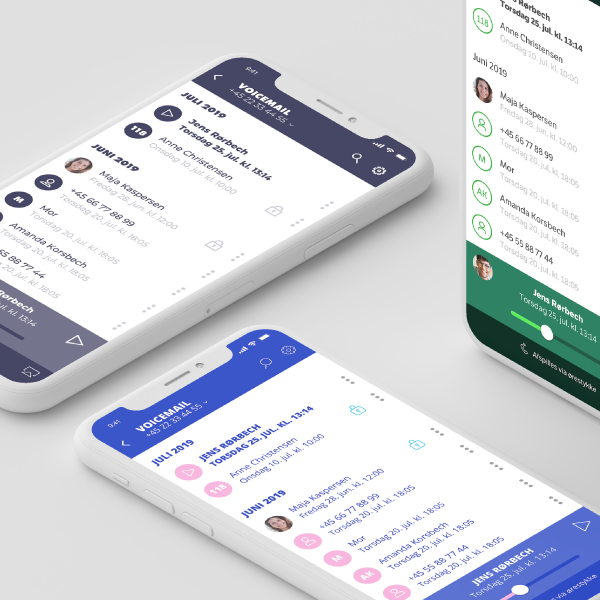 9:41
VOICEMAIL
+45 22 33 44 55
JULI 2019
Jens Rørbech
Torsdag 25. jul. kl. 13:14
118
Anne Christensen
Onsdag 10. jul. kl. 10:00
JUNI 2019
Maja Kaspersen
Fredag 28. jun. kl. 12:00
+45 66 77 88 99
Torsdag 20. jul. kl. 18:05
M
Mor
Torsdag 20. jul. kl. 18:05
Amanda Korsbech
Torsdag 20. jul. kl. 18:05
55 88 77 44
20. jul. kl. 18:05
Rørbech
jul. kl. 13:14
Rørbech
Torsdag 25. jul. kl. 13:14
118
Anne Christensen
Onsdag 10. jul. kl. 10:00
Juni 2019
Maja Kaspersen
Fredag 28. jun. kl. 12:00
+45 66 77 88 99
Torsdag 20. jul. kl. 18:05
M
Mor
Torsdag 20. jul. kl. 18:05
AK
Amanda Korsbech
Torsdag 20. jul. kl. 18:05
+45 55 88 77 44
Torsdag 20. jul. kl. 18:05
Jens Rørbech
Torsdag 25. jul. kl. 13:14
Afspilles via ørestykke
9:41
VOICEMAIL
+45 22 33 44 55
JULI 2019
JENS RØRBECH
TORSDAG 25. JUL. KL. 13:14
118
Anne Christensen
Onsdag 10. jul. kl. 10:00
JUNI 2019
Maja Kaspersen
Fredag 28. jun. kl. 12:00
+45 66 77 88 99
Torsdag 20. jul. kl. 18:05
M
Mor
Torsdag 20. jul. kl. 18:05
AK
Amanda Korsbech
Torsdag 20. jul. kl. 18:05
+45 55 88 77 44
Torsdag 20. jul. kl. 18:05
JENS RØRBECH
Torsdag 25. jul. kl. 13:14
via ørestykke